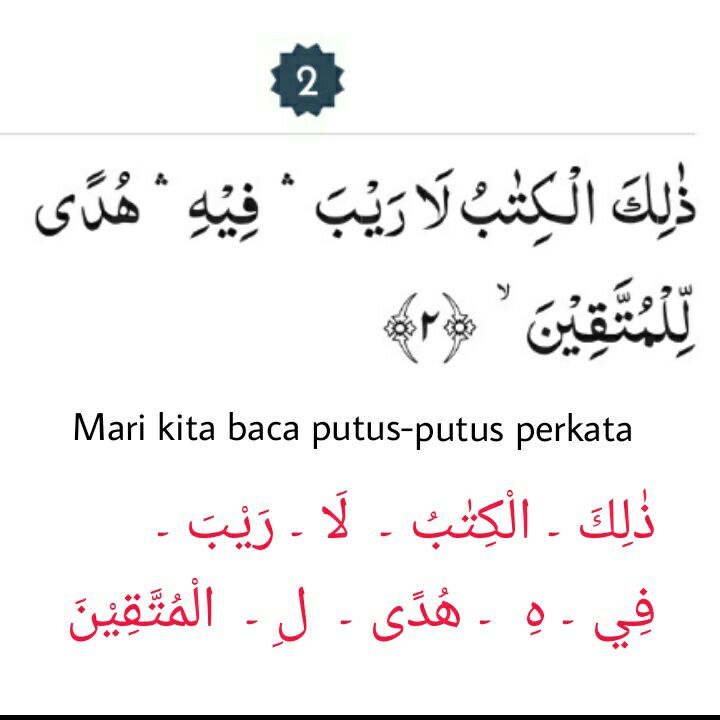 2
ذٰلِكَ الْكِتٰبُ لَا رَيْبَ ۛ فِيْهِ ۛ هُدًى
لِّلْمُتَّقِيْنَ ۙ ﴿٢﴾
Mari kita baca putus-putus perkata
ذٰلِكَ - الْكِتٰبُ - لَا - رَيْبَ -
فِي - هِ - هُدًى - لِ - الْمُتَّقِيْنَ